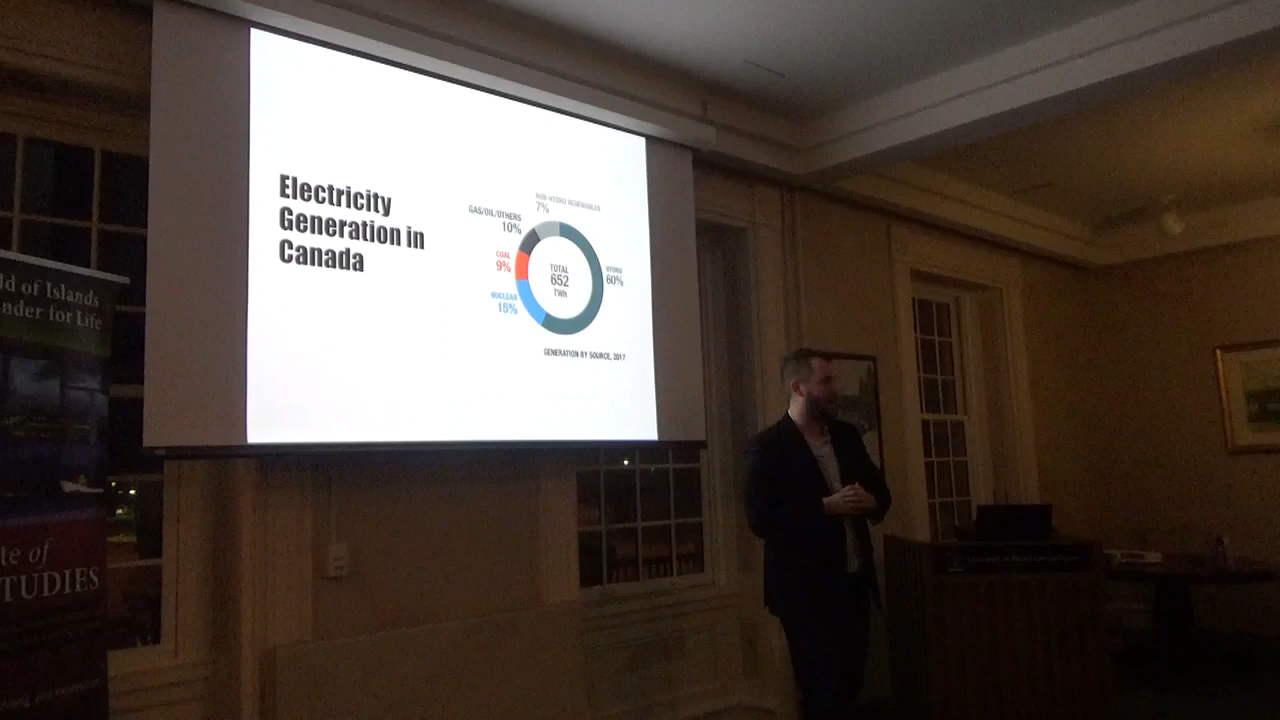 Electricity
Generation in
Canada
NON-HYDRO RENEWABLES
7%
GAS/OIL/OTHERS
10%
COAL
9%
NUCLEAR
15%
TOTAL
652
TWh
HYDRO
60%
GENERATION BY SOURCE, 2017
ld of Islands
nder for Life
te of
TUDIES